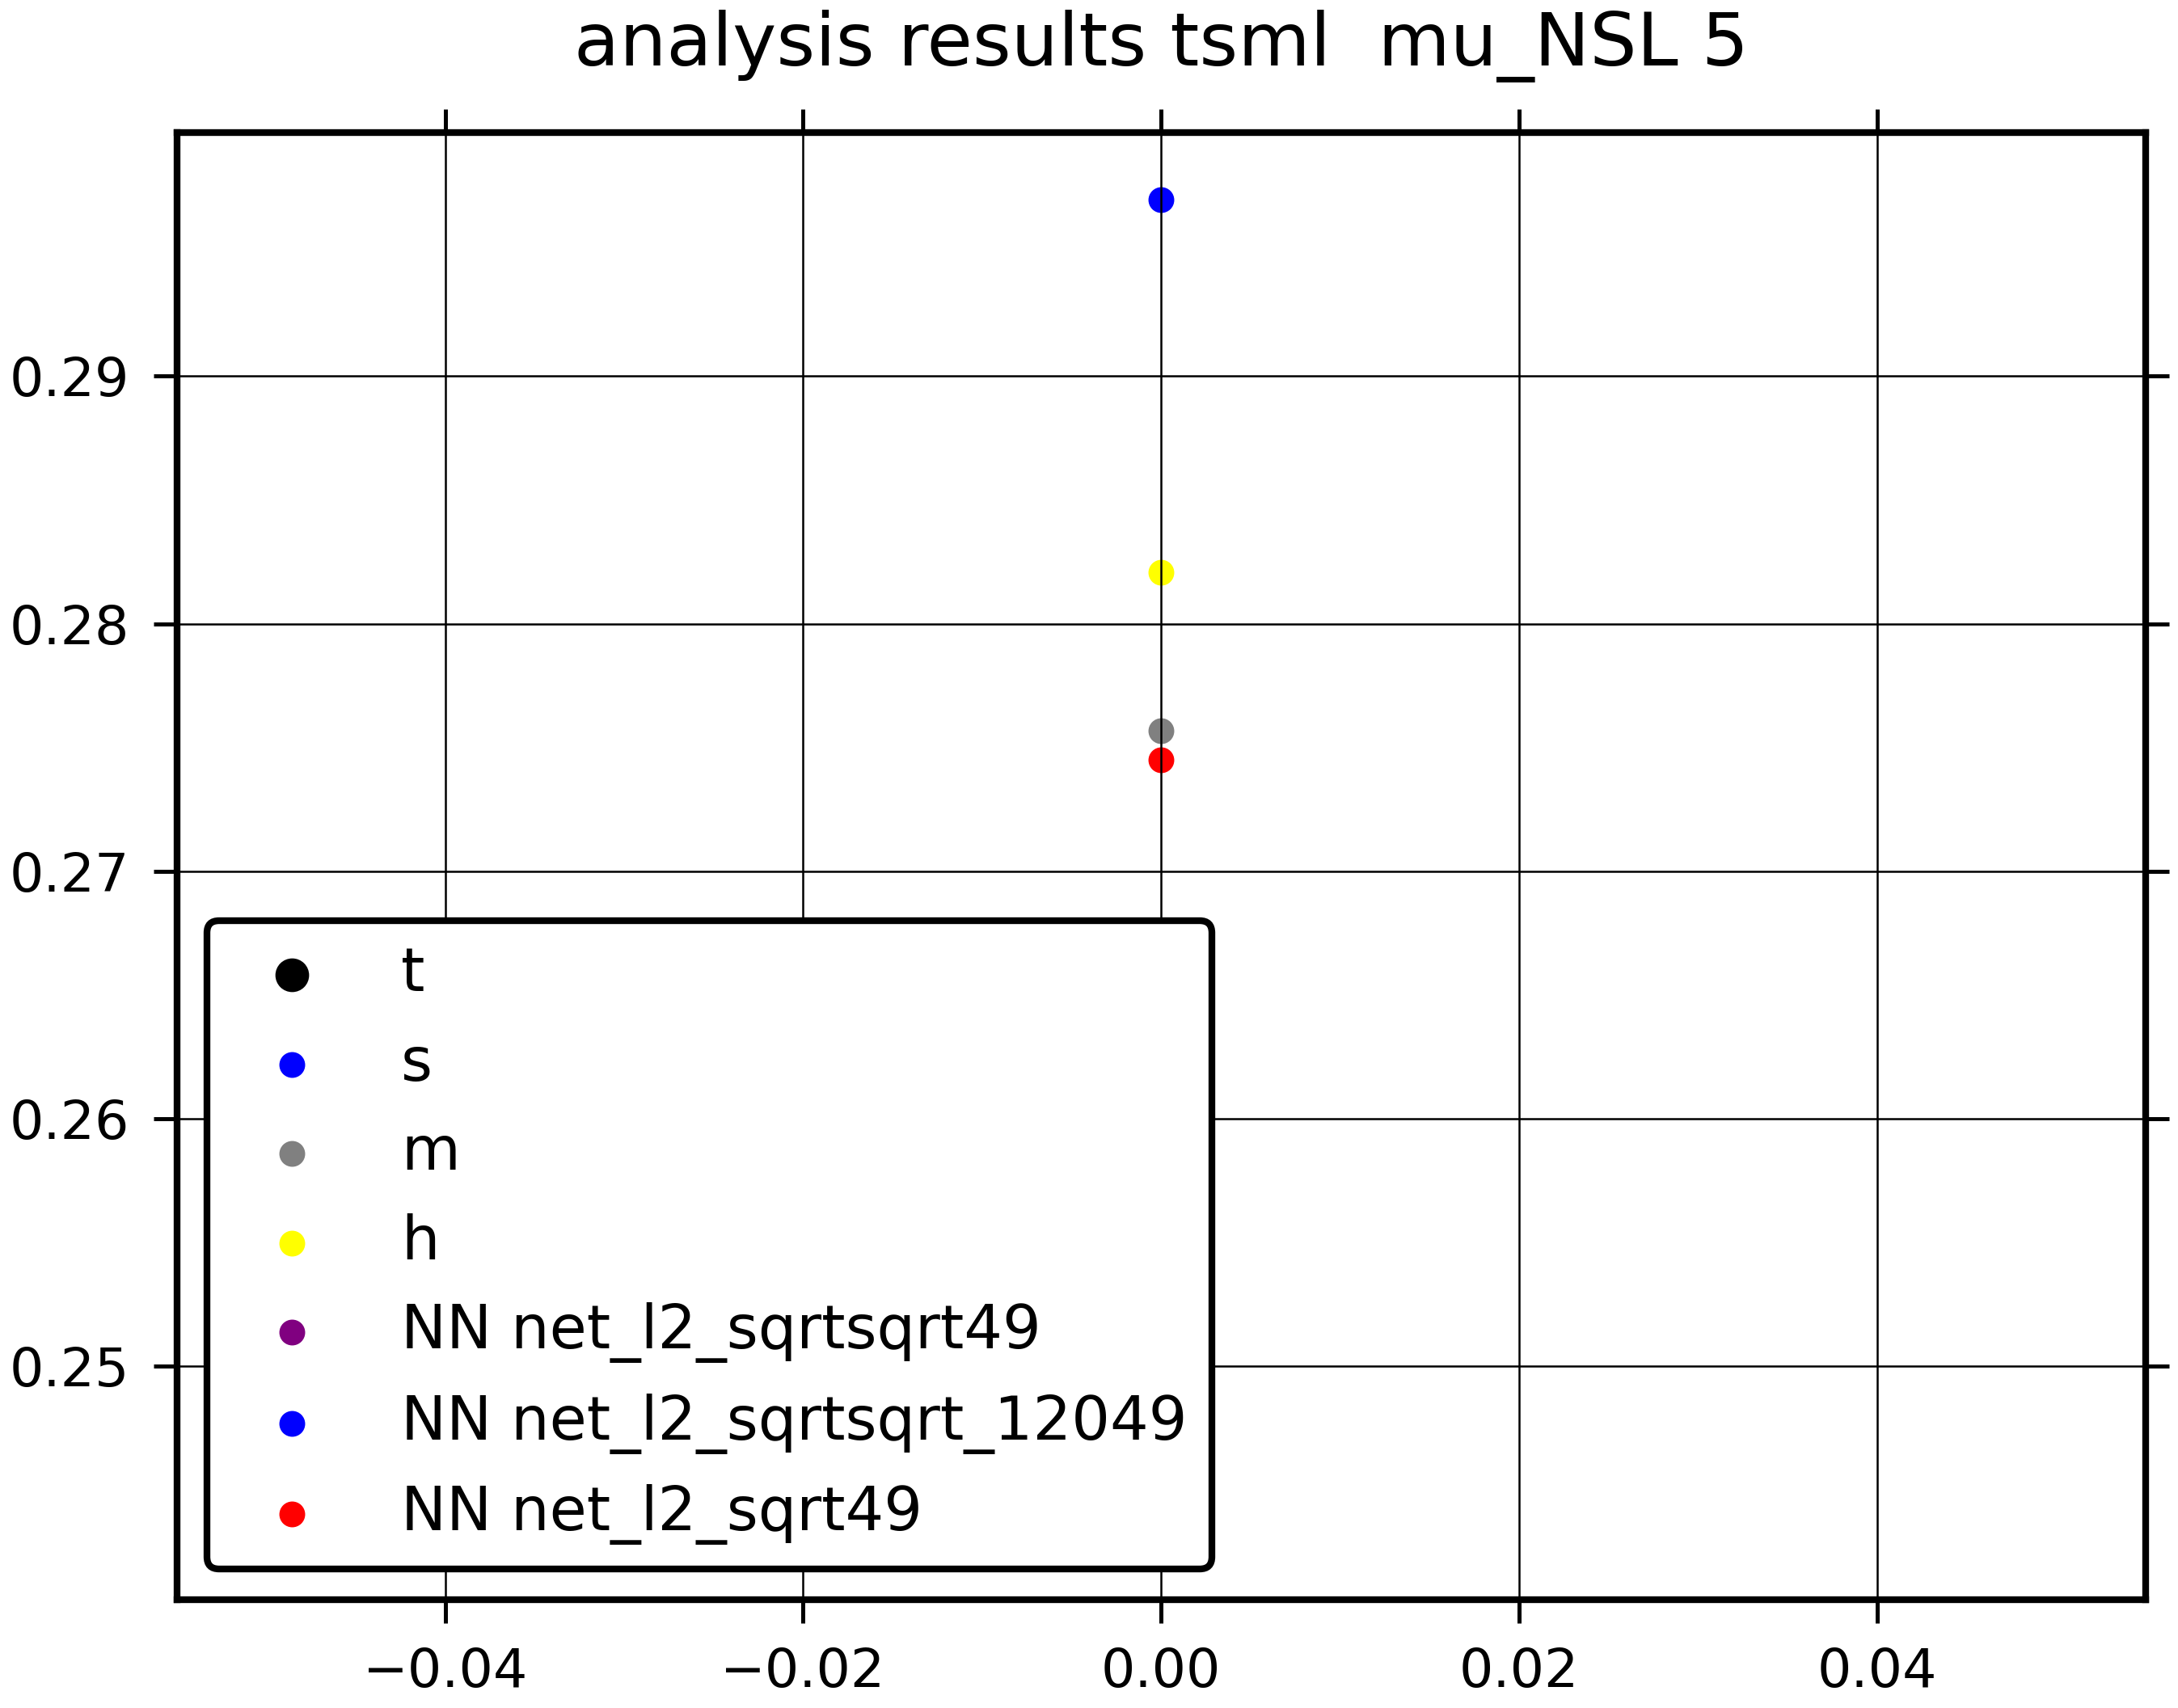 analysis results tsml  mu_NSL 5
0.29
0.28
0.27
0.26
0.25
t
s
m
h
NN net_l2_sqrtsqrt49
NN net_l2_sqrtsqrt_12049
NN net_l2_sqrt49
−0.04 −0.02 0.00 0.02 0.04